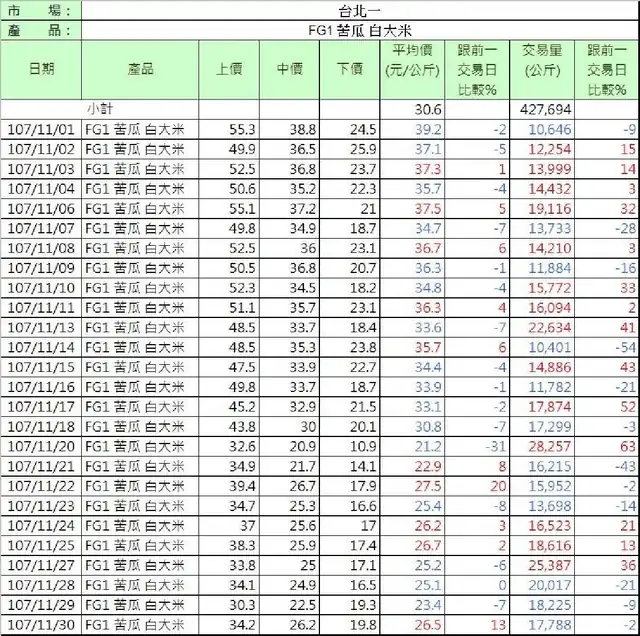 市 場： 台北一
產 品： FG1 苦瓜 白大米
日期 產品 上價 中價 下價 平均價 (元/公斤) 跟前一 交易日 比較% 交易量 (公斤) 跟前一 交易日 比較%
小計 30.6 427,694
107/11/01 FG1 苦瓜 白大米 55.3 38.8 24.5 39.2 -2 10,646 -9
107/11/02 FG1 苦瓜 白大米 49.9 36.5 25.9 37.1 -5 12,254 15
107/11/03 FG1 苦瓜 白大米 52.5 36.8 23.7 37.3 1 13,999 14
107/11/04 FG1 苦瓜 白大米 50.6 35.2 22.3 35.7 -4 14,432 3
107/11/06 FG1 苦瓜 白大米 55.1 37.2 21 37.5 5 19,116 32
107/11/07 FG1 苦瓜 白大米 49.8 34.9 18.7 34.7 -7 13,733 -28
107/11/08 FG1 苦瓜 白大米 52.5 36 23.1 36.7 6 14,210 3
107/11/09 FG1 苦瓜 白大米 50.5 36.8 20.7 36.3 -1 11,884 -16
107/11/10 FG1 苦瓜 白大米 52.3 34.5 18.2 34.8 -4 15,772 33
107/11/11 FG1 苦瓜 白大米 51.1 35.7 23.1 36.3 4 16,094 2
107/11/13 FG1 苦瓜 白大米 48.5 33.7 18.4 33.6 -7 22,634 41
107/11/14 FG1 苦瓜 白大米 48.5 35.3 23.8 35.7 6 10,401 -54
107/11/15 FG1 苦瓜 白大米 47.5 33.9 22.7 34.4 -4 14,886 43
107/11/16 FG1 苦瓜 白大米 49.8 33.7 18.7 33.9 -1 11,782 -21
107/11/17 FG1 苦瓜 白大米 45.2 32.9 21.5 33.1 -2 17,874 52
107/11/18 FG1 苦瓜 白大米 43.8 30 20.1 30.8 -7 17,299 -3
107/11/20 FG1 苦瓜 白大米 32.6 20.9 10.9 21.2 -31 28,257 63
107/11/21 FG1 苦瓜 白大米 34.9 21.7 14.1 22.9 8 16,215 -43
107/11/22 FG1 苦瓜 白大米 39.4 26.7 17.9 27.5 20 15,952 -2
107/11/23 FG1 苦瓜 白大米 34.7 25.3 16.6 25.4 -8 13,698 -14
107/11/24 FG1 苦瓜 白大米 37 25.6 17 26.2 3 16,523 21
107/11/25 FG1 苦瓜 白大米 38.3 25.9 17.4 26.7 2 18,616 13
107/11/27 FG1 苦瓜 白大米 33.8 25 17.1 25.2 -6 25,387 36
107/11/28 FG1 苦瓜 白大米 34.1 24.9 16.5 25.1 0 20,017 -21
107/11/29 FG1 苦瓜 白大米 30.3 22.5 19.3 23.4 -7 18,225 -9
107/11/30 FG1 苦瓜 白大米 34.2 26.2 19.8 26.5 13 17,788 -2